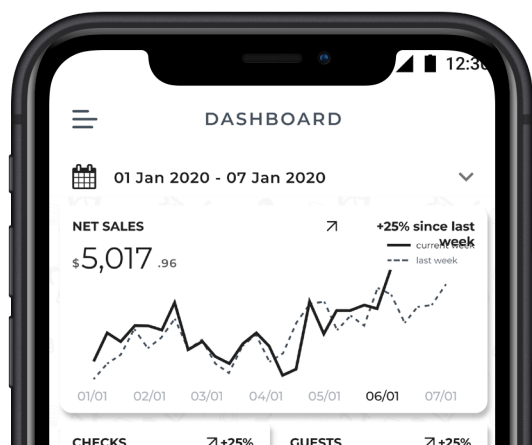 12:30
DASHBOARD
01 Jan 2020 - 07 Jan 2020
NET SALES
+25% since last
week
$5,017.96
current week
last week
01/01 02/01 03/01 04/01 05/01 06/01 07/01
CHECKS
+25%
GUESTS
+25%